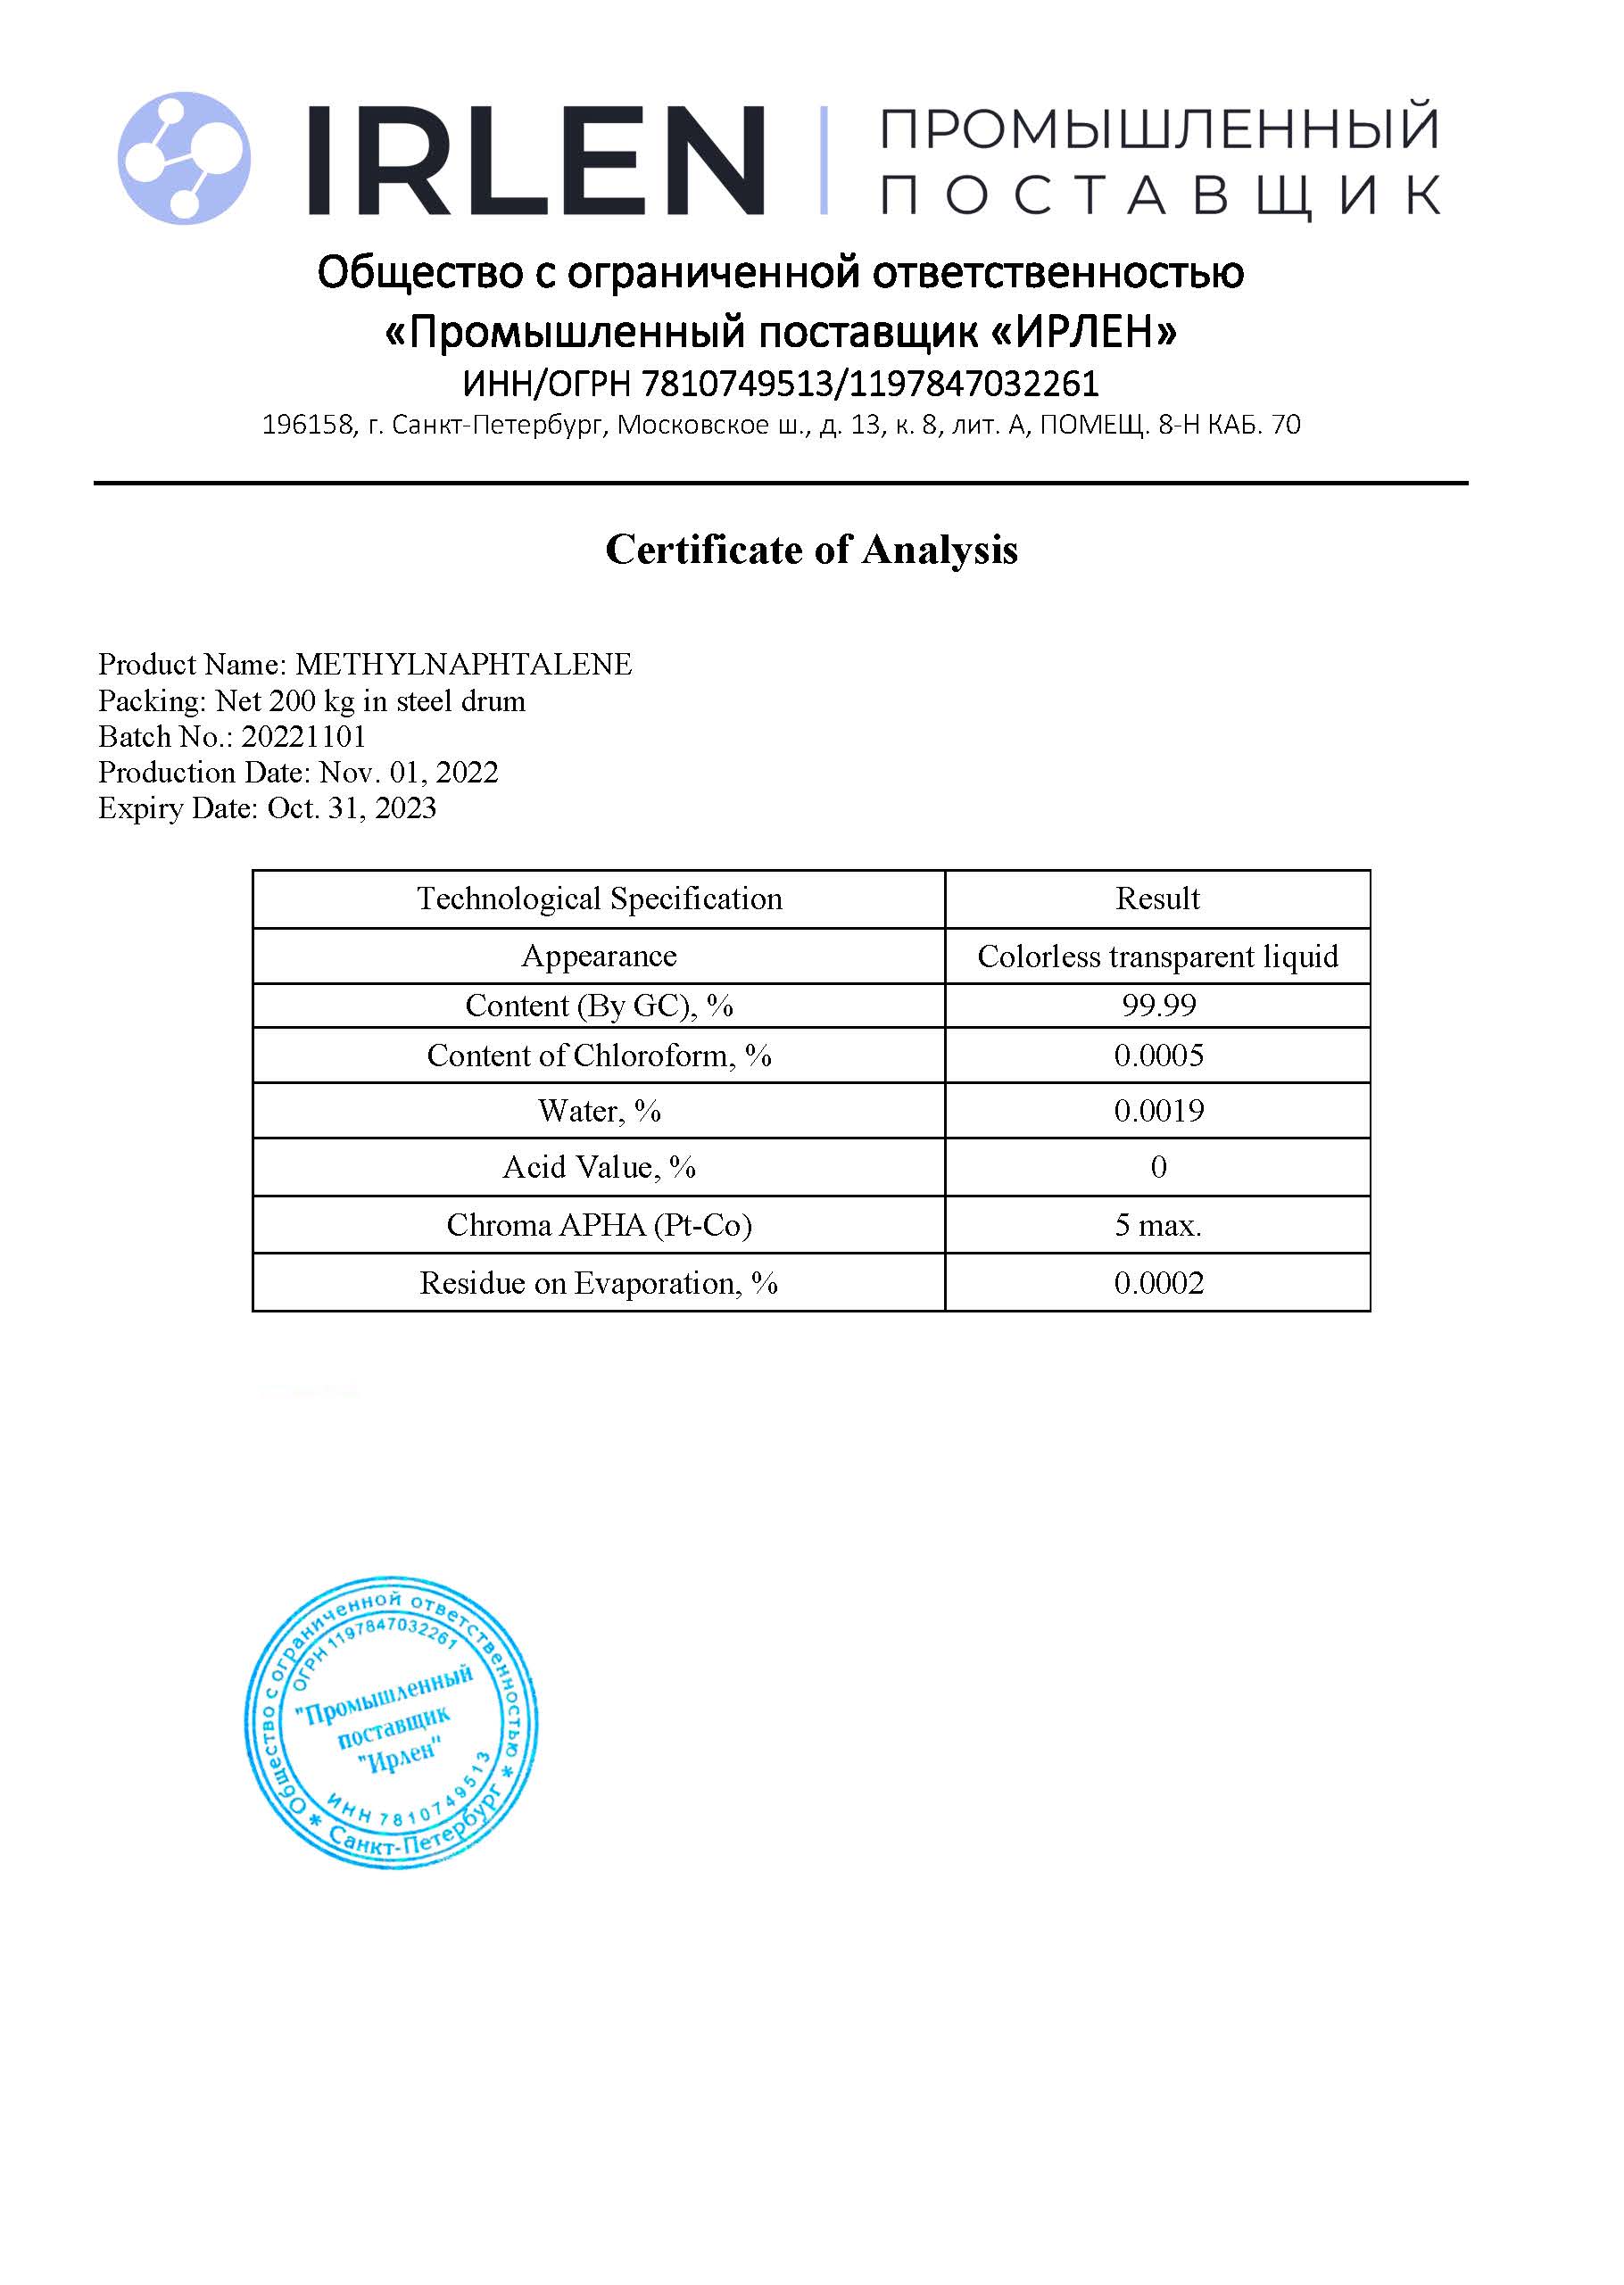 IRLEN
ПРОМЫШЛЕННЫЙ
ПОСТАВЩИК
Общество с ограниченной ответственностью
«Промышленный поставщик «ИРЛЕН»
ИНН/ОГРН 7810749513/1197847032261
196158, г. Санкт-Петербург, Московское ш., д. 13, к. 8, лит. А, ПОМЕЩ. 8-Н КАБ. 70
Certificate of Analysis
Product Name: METHYLNAPHTALENE
Packing: Net 200 kg in steel drum
Batch No.: 20221101
Production Date: Nov. 01, 2022
Expiry Date: Oct. 31, 2023
Technological Specification Result
Appearance Colorless transparent liquid
Content (By GC), % 99.99
Content of Chloroform, % 0.0005
Water, % 0.0019
Acid Value, % 0
Chroma APHA (Pt-Co) 5 max.
Residue on Evaporation, % 0.0002
Общество с ограниченной ответственностью
ОГРН 1197847032261
"Промышленный
поставщик
"Ирлен"
ИНН 7810749513
* Санкт-Петербург *